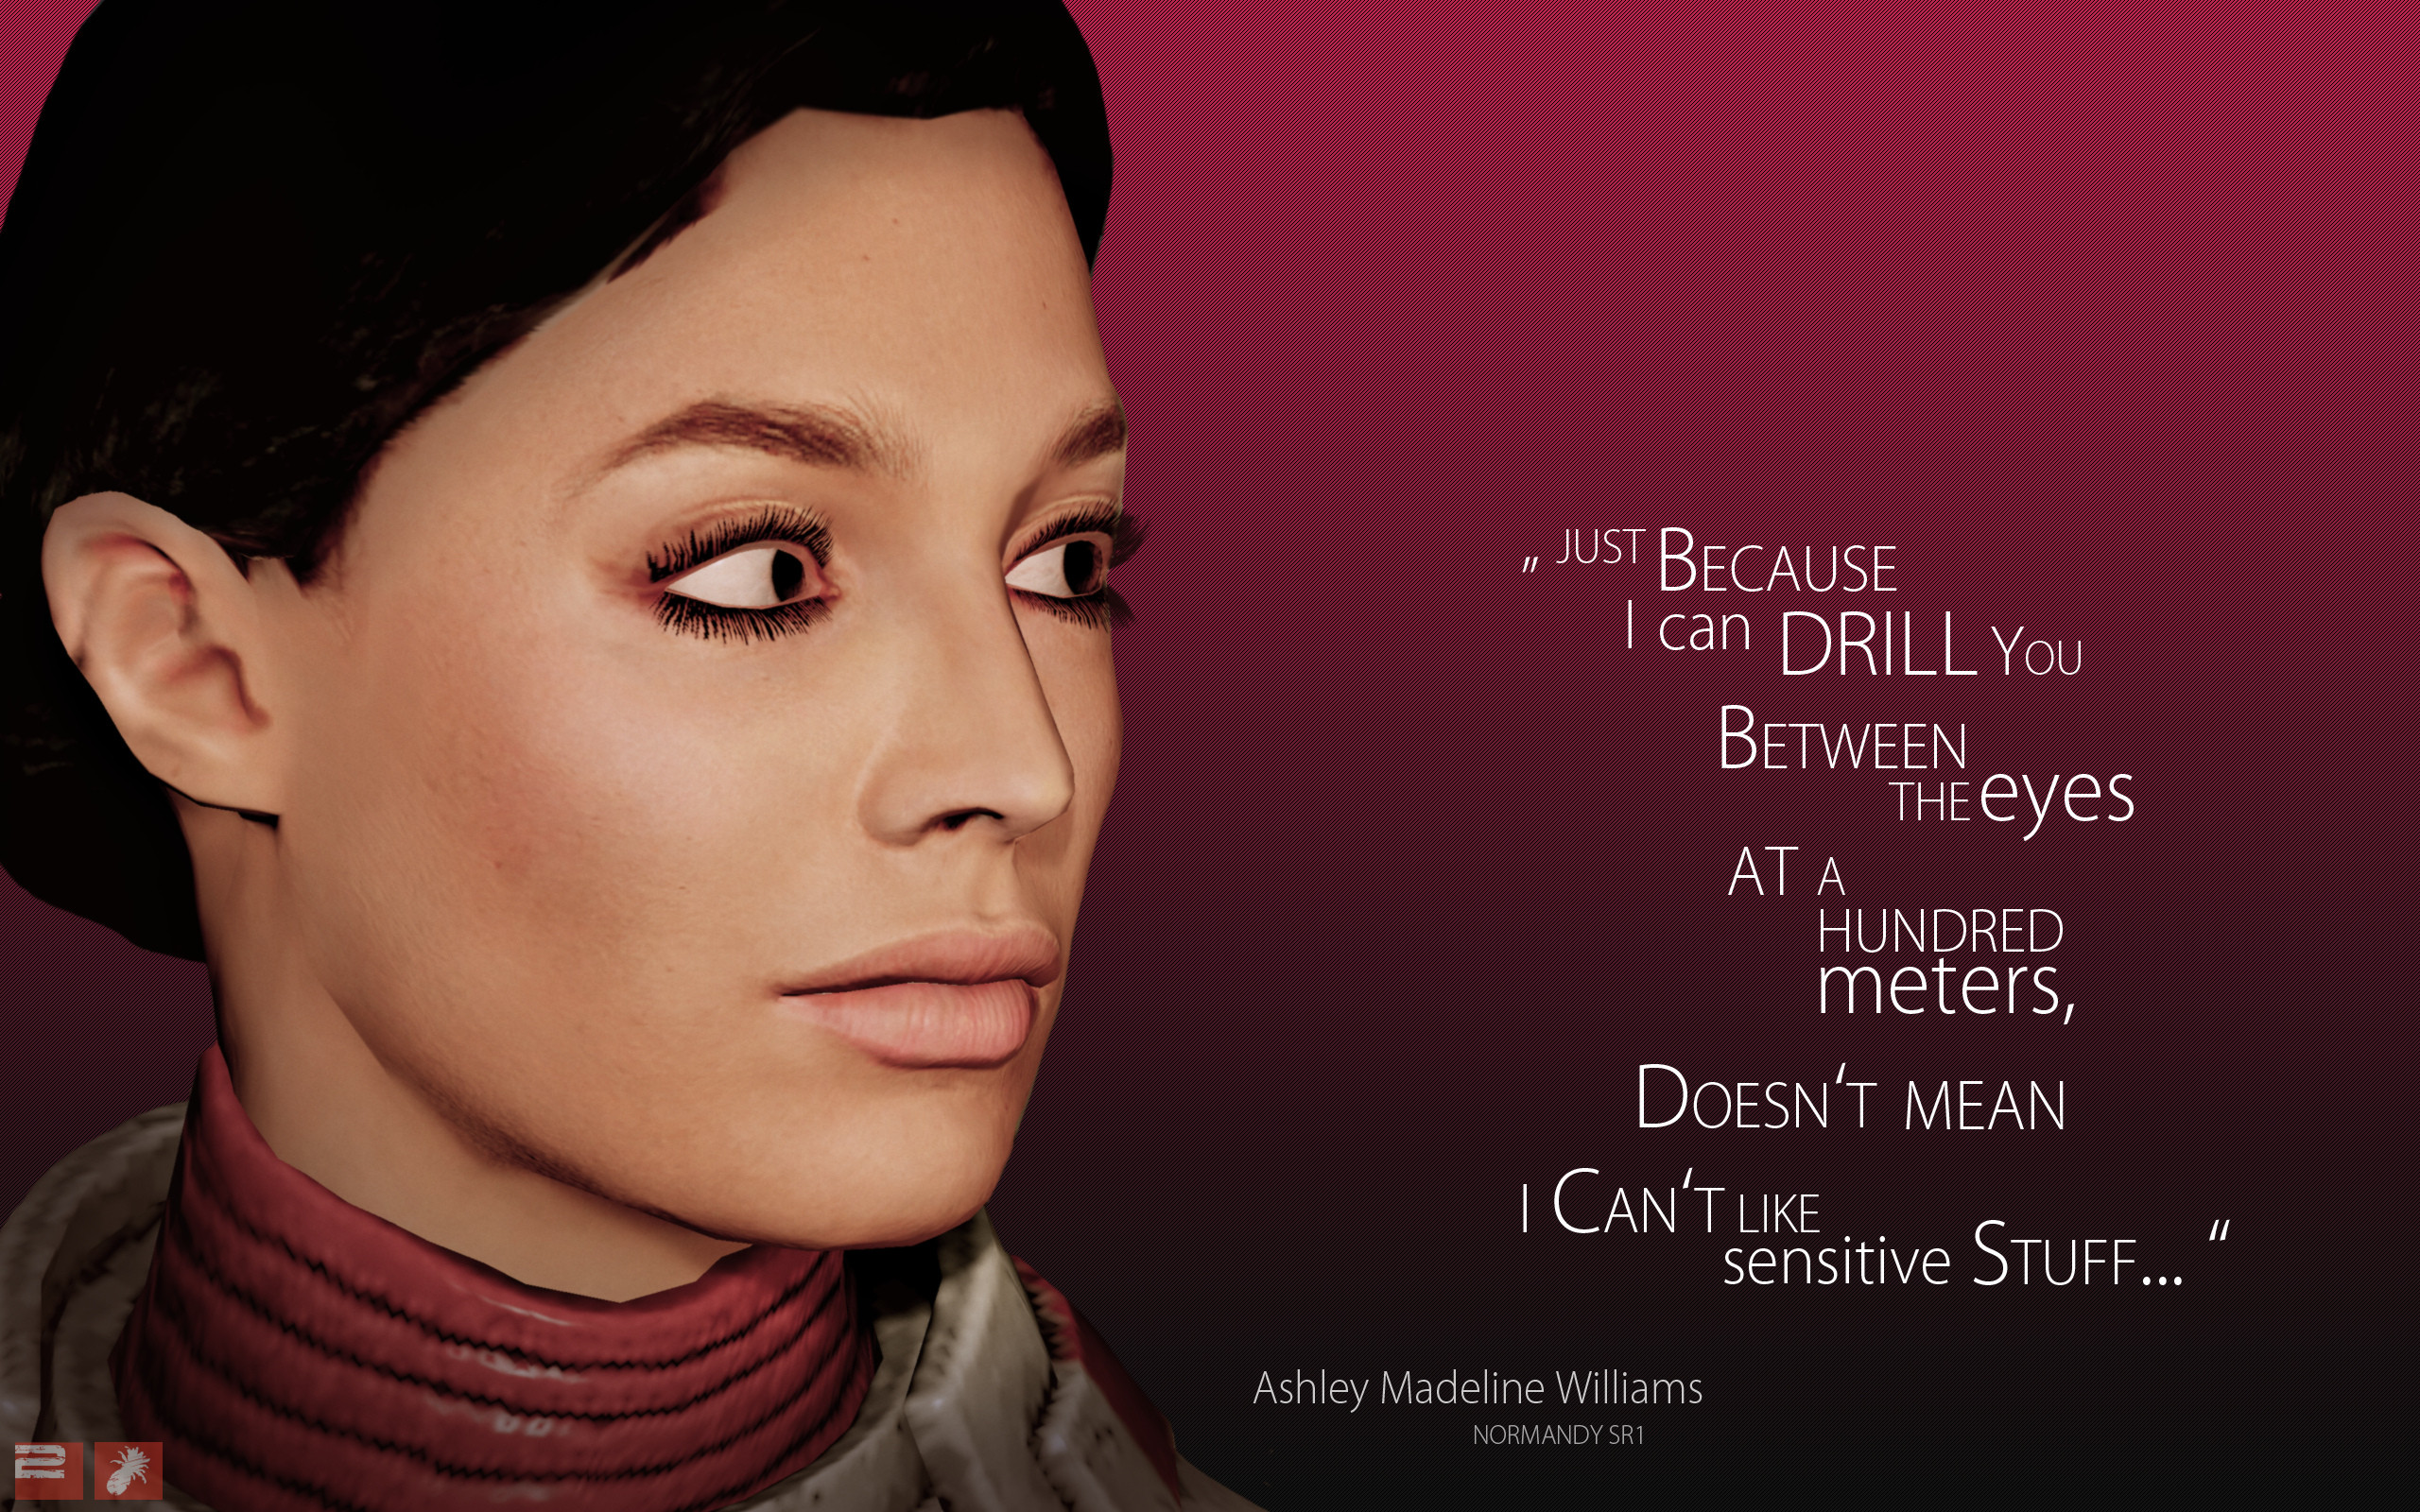 „ JUST BECAUSE
I can DRILL YOU
BETWEEN
THE eyes
AT A
HUNDRED
meters,
DOESN‘T MEAN
I CAN‘T LIKE
sensitive STUFF... “
Ashley Madeline Williams
NORMANDY SR1
2